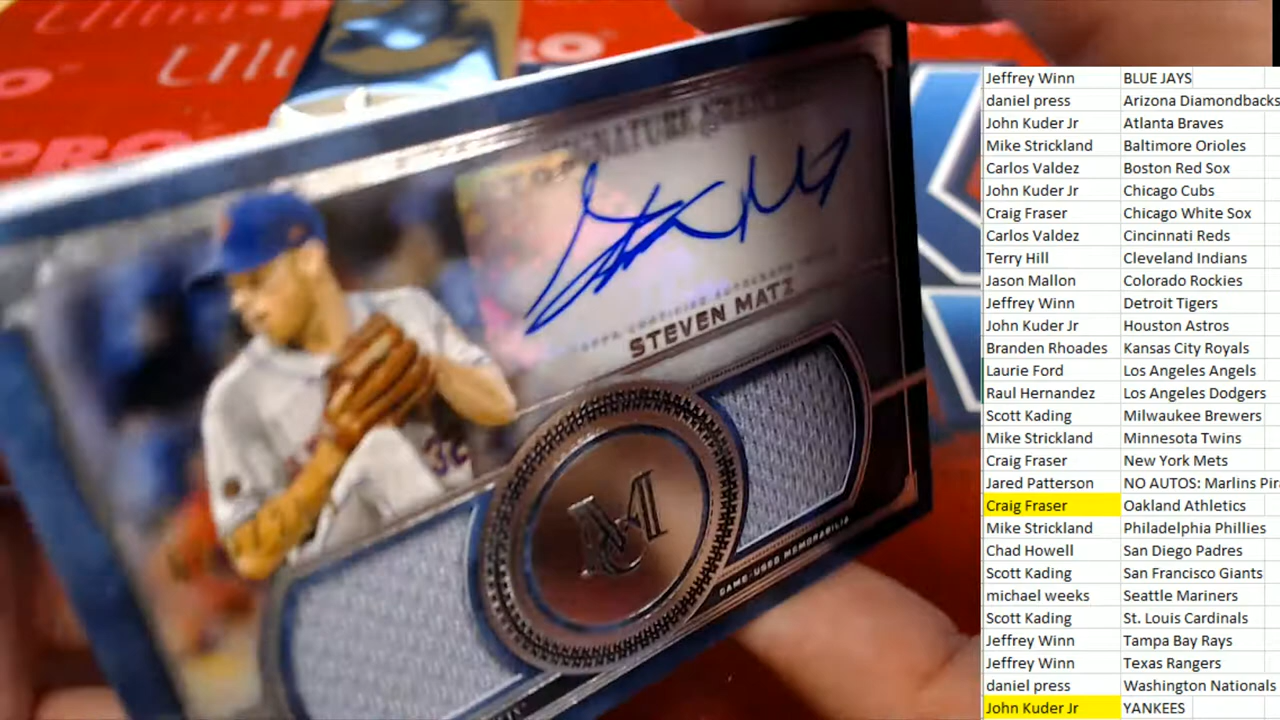 Ultra
PRO
PRO
SIGNATURE
STEVEN MATZ
32
M
GAME-USED MEMORABILIA
Jeffrey Winn BLUE JAYS
daniel press Arizona Diamondbacks
John Kuder Jr Atlanta Braves
Mike Strickland Baltimore Orioles
Carlos Valdez Boston Red Sox
John Kuder Jr Chicago Cubs
Craig Fraser Chicago White Sox
Carlos Valdez Cincinnati Reds
Terry Hill Cleveland Indians
Jason Mallon Colorado Rockies
Jeffrey Winn Detroit Tigers
John Kuder Jr Houston Astros
Branden Rhoades Kansas City Royals
Laurie Ford Los Angeles Angels
Raul Hernandez Los Angeles Dodgers
Scott Kading Milwaukee Brewers
Mike Strickland Minnesota Twins
Craig Fraser New York Mets
Jared Patterson NO AUTOS: Marlins Pira
Craig Fraser Oakland Athletics
Mike Strickland Philadelphia Phillies
Chad Howell San Diego Padres
Scott Kading San Francisco Giants
michael weeks Seattle Mariners
Scott Kading St. Louis Cardinals
Jeffrey Winn Tampa Bay Rays
Jeffrey Winn Texas Rangers
daniel press Washington Nationals
John Kuder Jr YANKEES